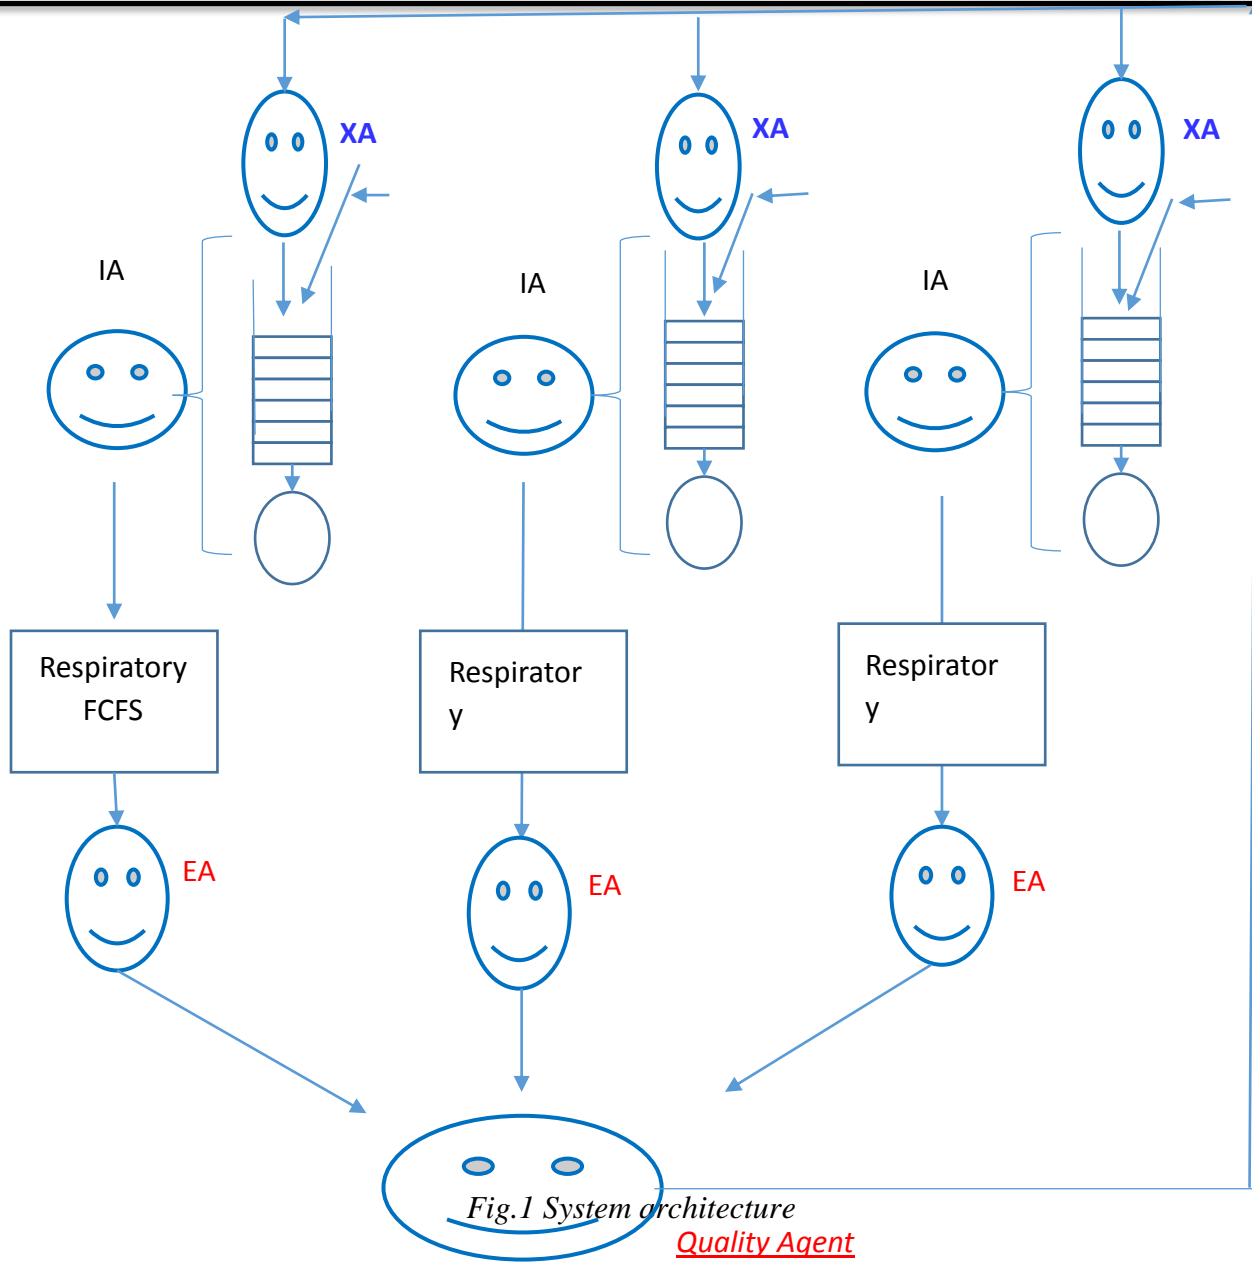 XA
XA
XA
IA
IA
IA
Respiratory
FCFS
Respirator
y
Respirator
y
EA
EA
EA
Fig.1 System architecture
Quality Agent